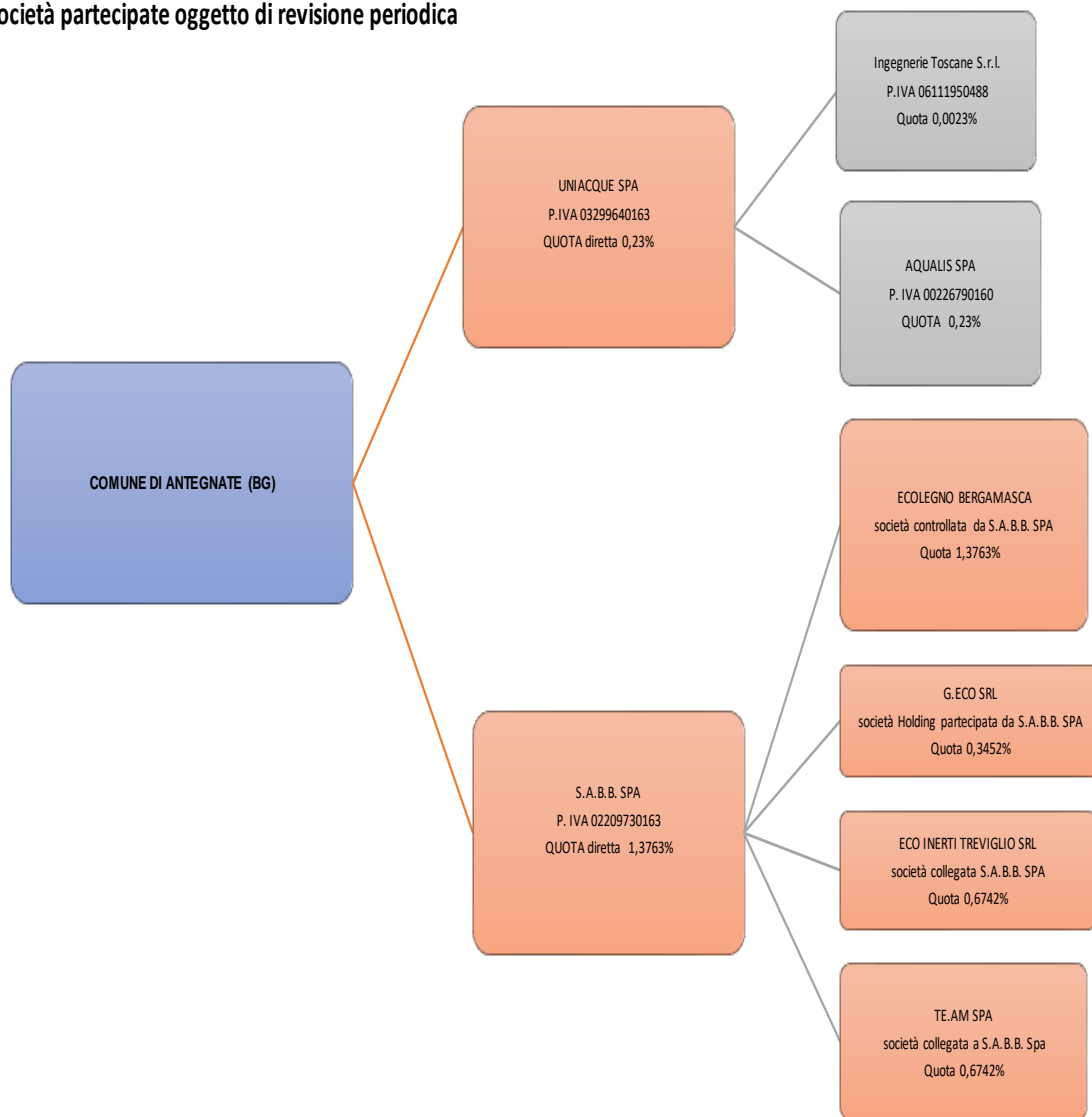 ocietà partecipate oggetto di revisione periodica
Ingegnerie Toscane S.r.l.
P.IVA 06111950488
Quota 0,0023%
UNIACQUE SPA
P.IVA 03299640163
QUOTA diretta 0,23%
AQUALIS SPA
P. IVA 00226790160
QUOTA 0,23%
COMUNE DI ANTEGNATE (BG)
ECOLEGNO BERGAMASCA
società controllata da S.A.B.B. SPA
Quota 1,3763%
G.ECO SRL
società Holding partecipata da S.A.B.B. SPA
Quota 0,3452%
S.A.B.B. SPA
P. IVA 02209730163
QUOTA diretta 1,3763%
ECO INERTI TREVIGLIO SRL
società collegata S.A.B.B. SPA
Quota 0,6742%
TE.AM SPA
società collegata a S.A.B.B. Spa
Quota 0,6742%